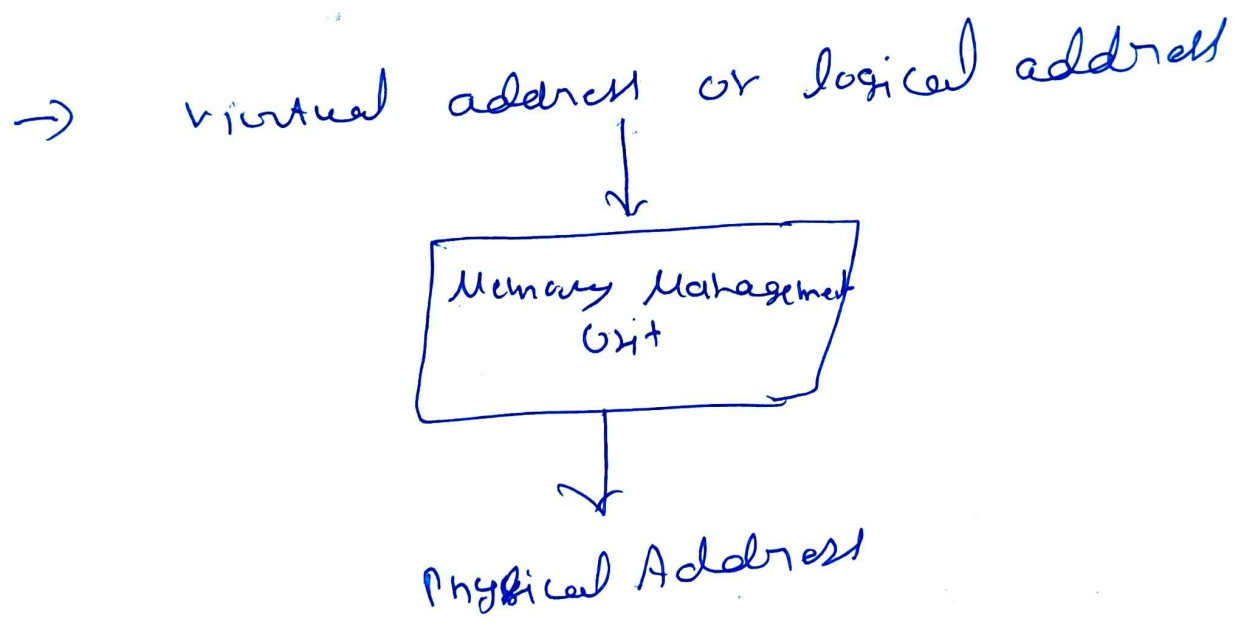 → virtual address or logical address
Memory Management
Unit
Physical Address